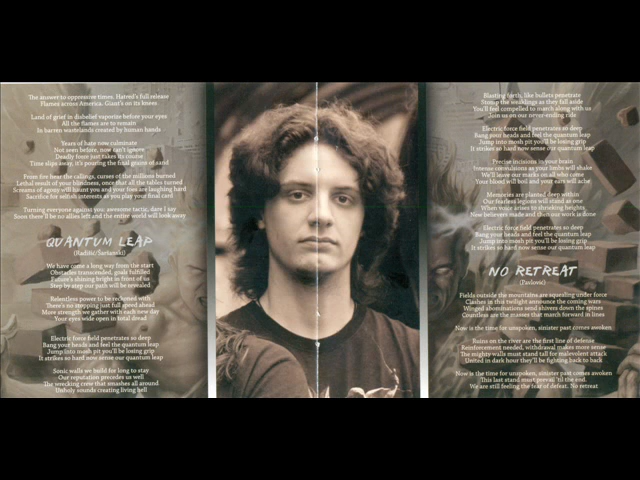 The answer to oppressive times. Hatred's full release
Flames across America. Giant's on its knees
Land of grief in disbelief vaporize before your eyes
All the flames are to remain
In barren wastelands created by human hands
Years of hate now culminate
Not seen before, now can't ignore
Deadly force just takes its course
Time slips away, it's pouring the final grains of sand
From fire hear the callings, curses of the millions burned
Lethal result of your blindness, once that all the tables turned
Screams of agony will haunt you and your foes are laughing hard
Sacrifice for selfish interests as you play your final card
Turning everyone against you, awesome tactic, dare i say
Soon there'll be no allies left and the entire world will look away
QUANTUM LEAP
We have come a long way from the start
Obstacles transcended, goals fulfilled
Future's shining bright in front of us
Step by step our path will be revealed
Relentless power to be reckoned with
There's no stopping just full speed ahead
More strength we gather with each new day
Your eyes wide open in total dread
Electric force field penetrates so deep
Bang your heads and feel the quantum leap
Jump into mosh pit you'll be losing grip
It strikes so hard now sense our quantum leap
Sonic walls we build for long to stay
Our reputation precedes us well
The wrecking crew that smashes all around
Unholy sounds creating living hell
Blasting forth, like bullets penetrate
Stomp the weaklings as they fall aside
You'll feel compelled to march along with us
Join us on our never-ending ride
Electric force field penetrates so deep
Bang your heads and feel the quantum leap
Jump into mosh pit you'll be losing grip
It strikes so hard now sense our quantum leap
Precise incisions in your brain
Intense convulsions as your limbs will shake
We'll leave our marks on all who come
Your blood will boil and your ears will ache
Memories are planted deep within
Our fearless legions will stand as one
When voice arises to shrieking heights
New believers made and then our work is done
Electric force field penetrates so deep
Bang your heads and feel the quantum leap
Jump into mosh pit you'll be losing grip
It strikes so hard now sense our quantum leap
NO RETREAT
(Pavlovic)
Fields outside the mountains are squealing under force
Clashes in this twilight announce the coming wars
Winged abominations send shivers down the spines
Countless are the masses that march forward in lines
Now is the time for unspoken, sinister past comes awoken
Ruins on the river are the first line of defense
Reinforcement needed, withdrawal makes more sense
The mighty walls must stand tall for malevolent attack
United in dark hour they'll be fighting back to back
Now is the time for unspoken, sinister past comes awoken
This last stand must prevail 'til the end.
We are still feeling the fear of defeat. No retreat